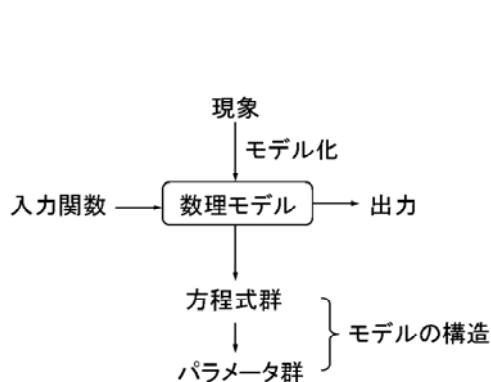 現象
モデル化
入力関数
数理モデル
出力
方程式群
モデルの構造
パラメータ群